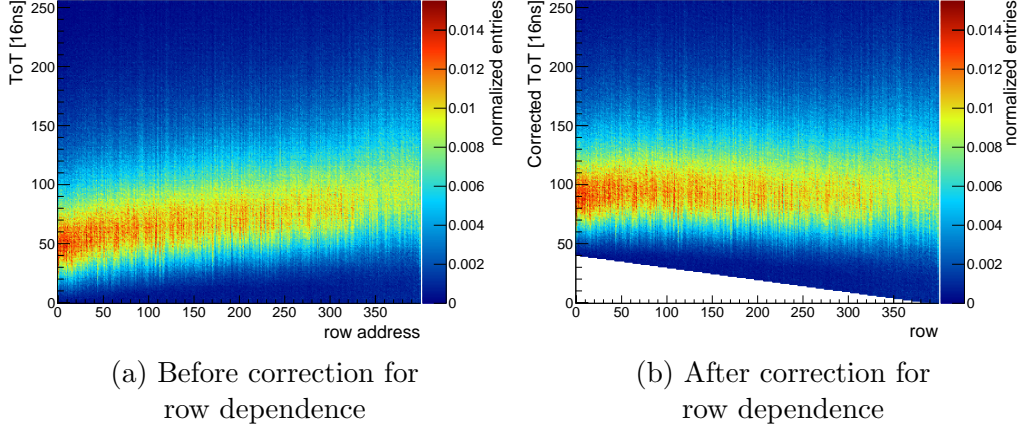 ToT [16ns]
250
200
150
100
50
0
0 50 100 150 200 250 300 350
row address
0.014
0.012
0.01
0.008
0.006
0.004
0.002
0
normalized entries
(a) Before correction for
row dependence
Corrected ToT [16ns]
250
200
150
100
50
0
0 50 100 150 200 250 300 350
row
0.014
0.012
0.01
0.008
0.006
0.004
0.002
0
normalized entries
(b) After correction for
row dependence